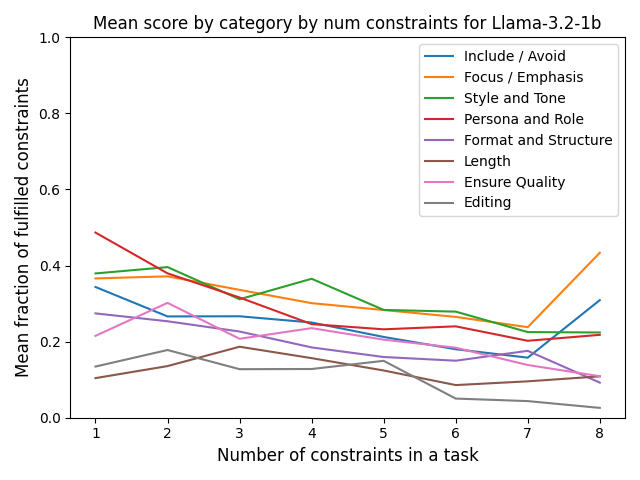 Mean score by category by num constraints for Llama-3.2-1b
Mean fraction of fulfilled constraints
1.0
0.8
0.6
0.4
0.2
0.0
Include / Avoid
Focus / Emphasis
Style and Tone
Persona and Role
Format and Structure
Length
Ensure Quality
Editing
1 2 3 4 5 6 7 8
Number of constraints in a task